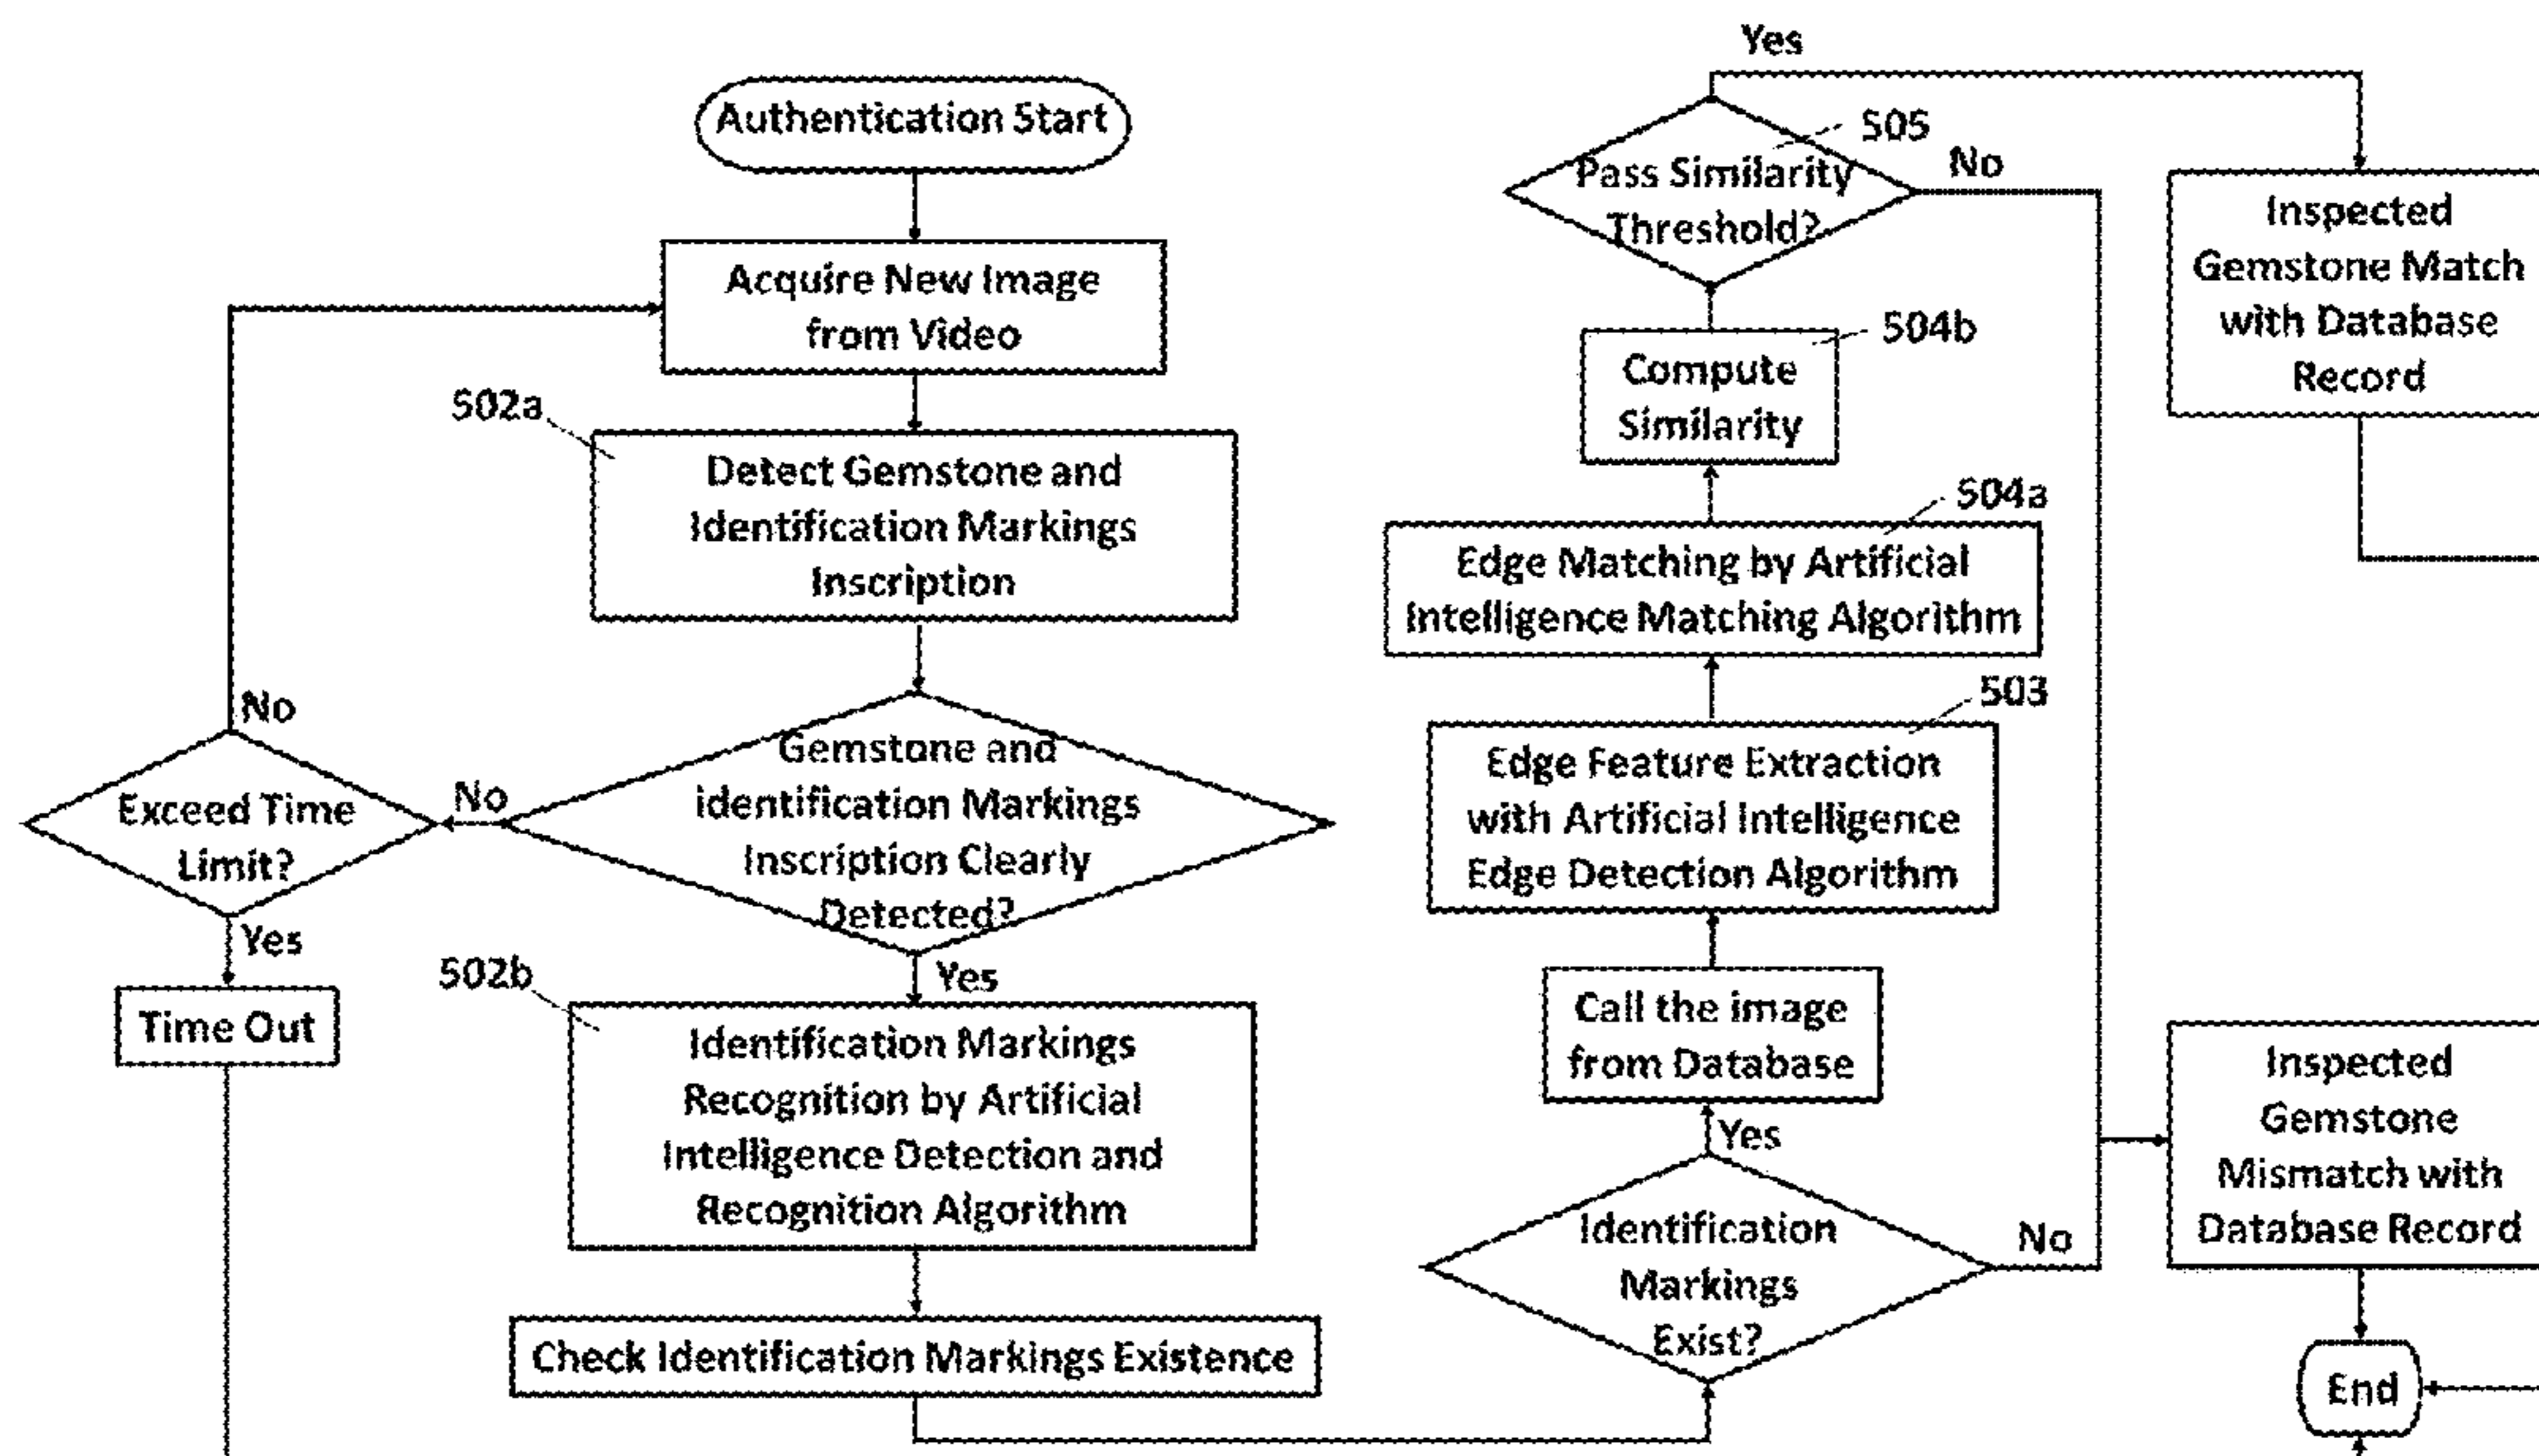 Authentication Start
Acquire New Image
from Video
502a
Detect Gemstone and
Identification Markings
Inscription
Gemstone and
identification Markings
Inscription Clearly
Detected?
No
Exceed Time
Limit?
No
Yes
Time Out
Yes
502b
Identification Markings
Recognition by Artificial
Intelligence Detection and
Recognition Algorithm
Check Identification Markings Existence
Identification
Markings
Exist?
No
Yes
Call the image
from Database
503
Edge Feature Extraction
with Artificial Intelligence
Edge Detection Algorithm
504a
Edge Matching by Artificial
Intelligence Matching Algorithm
504b
Compute
Similarity
505
Pass Similarity
Threshold?
No
Yes
Inspected
Gemstone Match
with Database
Record
Inspected
Gemstone
Mismatch with
Database Record
End